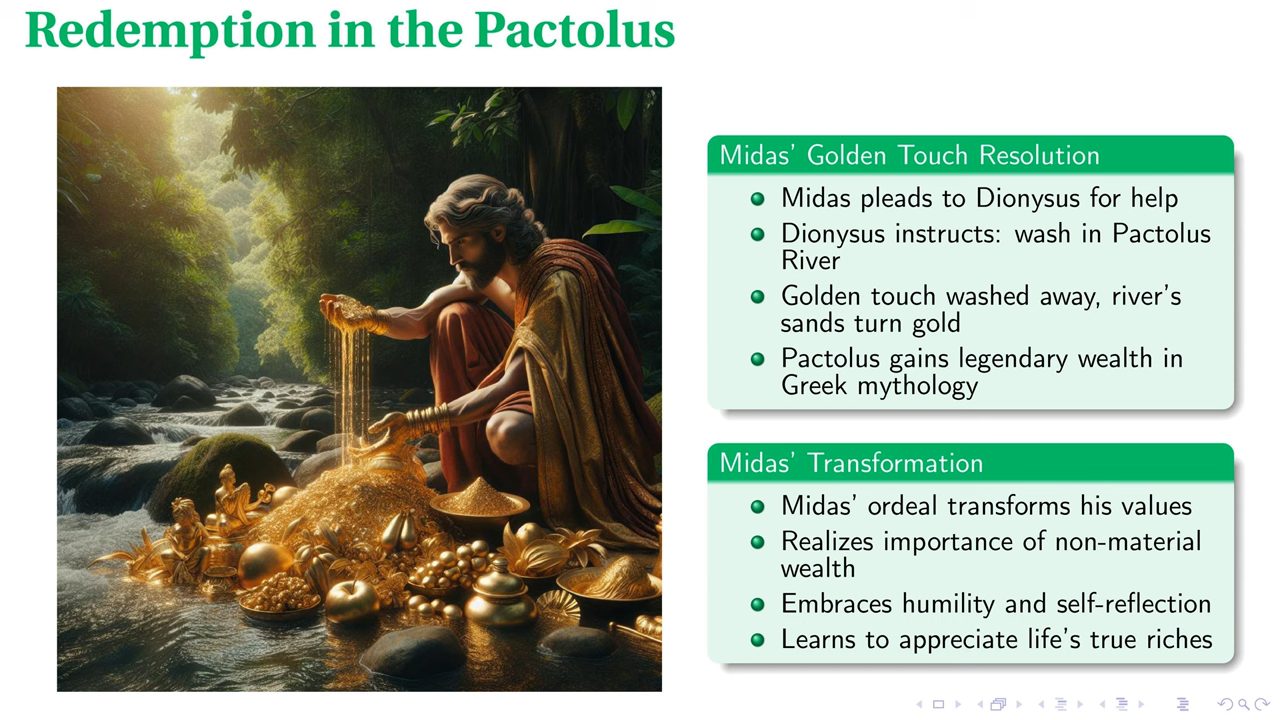 Redemption in the Pactolus
Midas' Golden Touch Resolution
Midas pleads to Dionysus for help
Dionysus instructs: wash in Pactolus
River
Golden touch washed away, river's
sands turn gold
Pactolus gains legendary wealth in
Greek mythology
Midas' Transformation
Midas' ordeal transforms his values
Realizes importance of non-material
wealth
Embraces humility and self-reflection
Learns to appreciate life's true riches